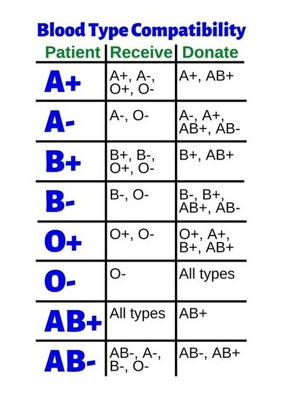 Blood Type Compatibility
Patient Receive Donate
A+ A+, A-, A+, AB+
O+, O-
A- A-, O- A-, A+,
AB+, AB-
B+ B+, B-, B+, AB+
O+, O-
B- B-, O- B-, B+,
AB+, AB-
O+ O+, O- O+, A+,
B+, AB+
O- O- All types
AB+ All types AB+
AB- AB-, A-, AB-, AB+
B-, O-